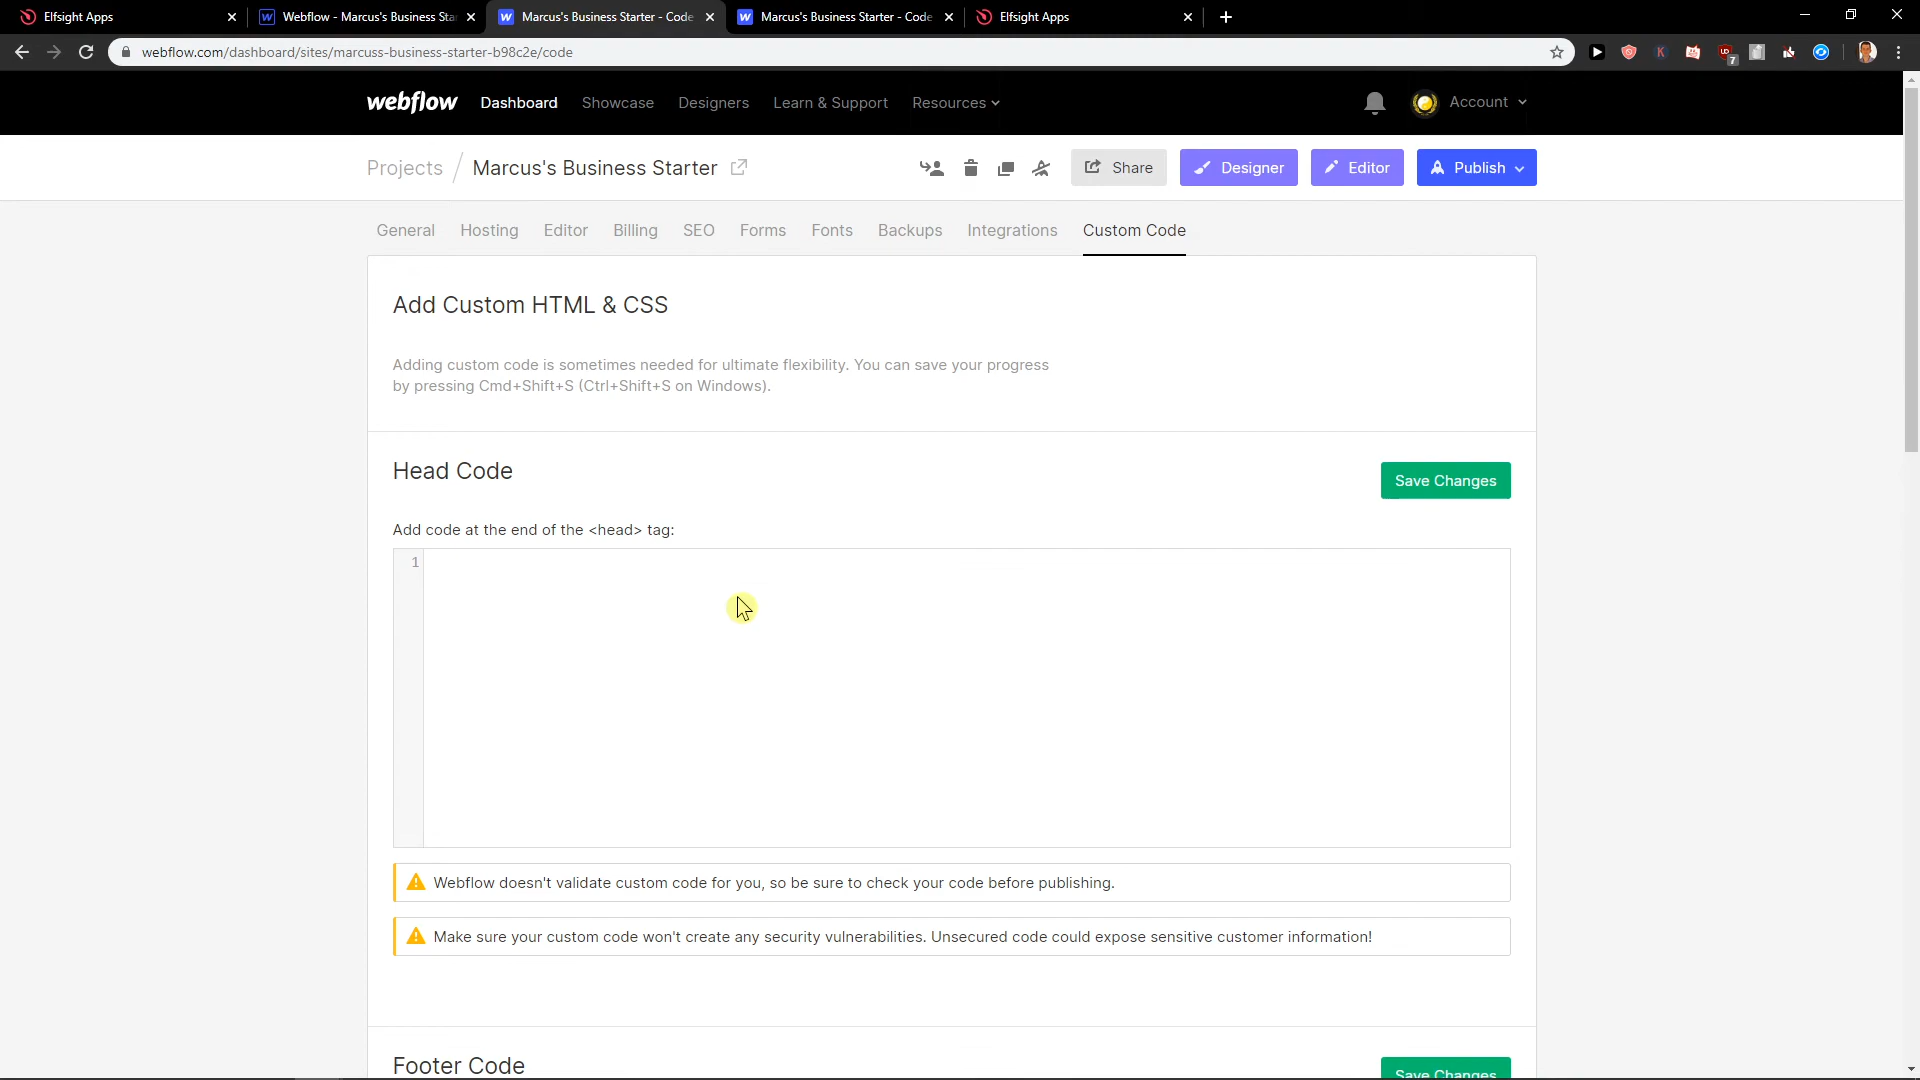 Elfsight Apps
Webflow - Marcus's Business Star
Marcus's Business Starter - Code
Marcus's Business Starter - Code
Elfsight Apps
webflow.com/dashboard/sites/marcuss-business-starter-b98c2e/code
7
webflow
Dashboard
Showcase
Designers
Learn & Support
Resources
Account
Projects / Marcus's Business Starter
Share
Designer
Editor
Publish
General
Hosting
Editor
Billing
SEO
Forms
Fonts
Backups
Integrations
Custom Code
Add Custom HTML & CSS
Adding custom code is sometimes needed for ultimate flexibility. You can save your progress
by pressing Cmd+Shift+S (Ctrl+Shift+S on Windows).
Head Code
Save Changes
Add code at the end of the <head> tag:
1
Webflow doesn't validate custom code for you, so be sure to check your code before publishing.
Make sure your custom code won't create any security vulnerabilities. Unsecured code could expose sensitive customer information!
Footer Code
Save Changes